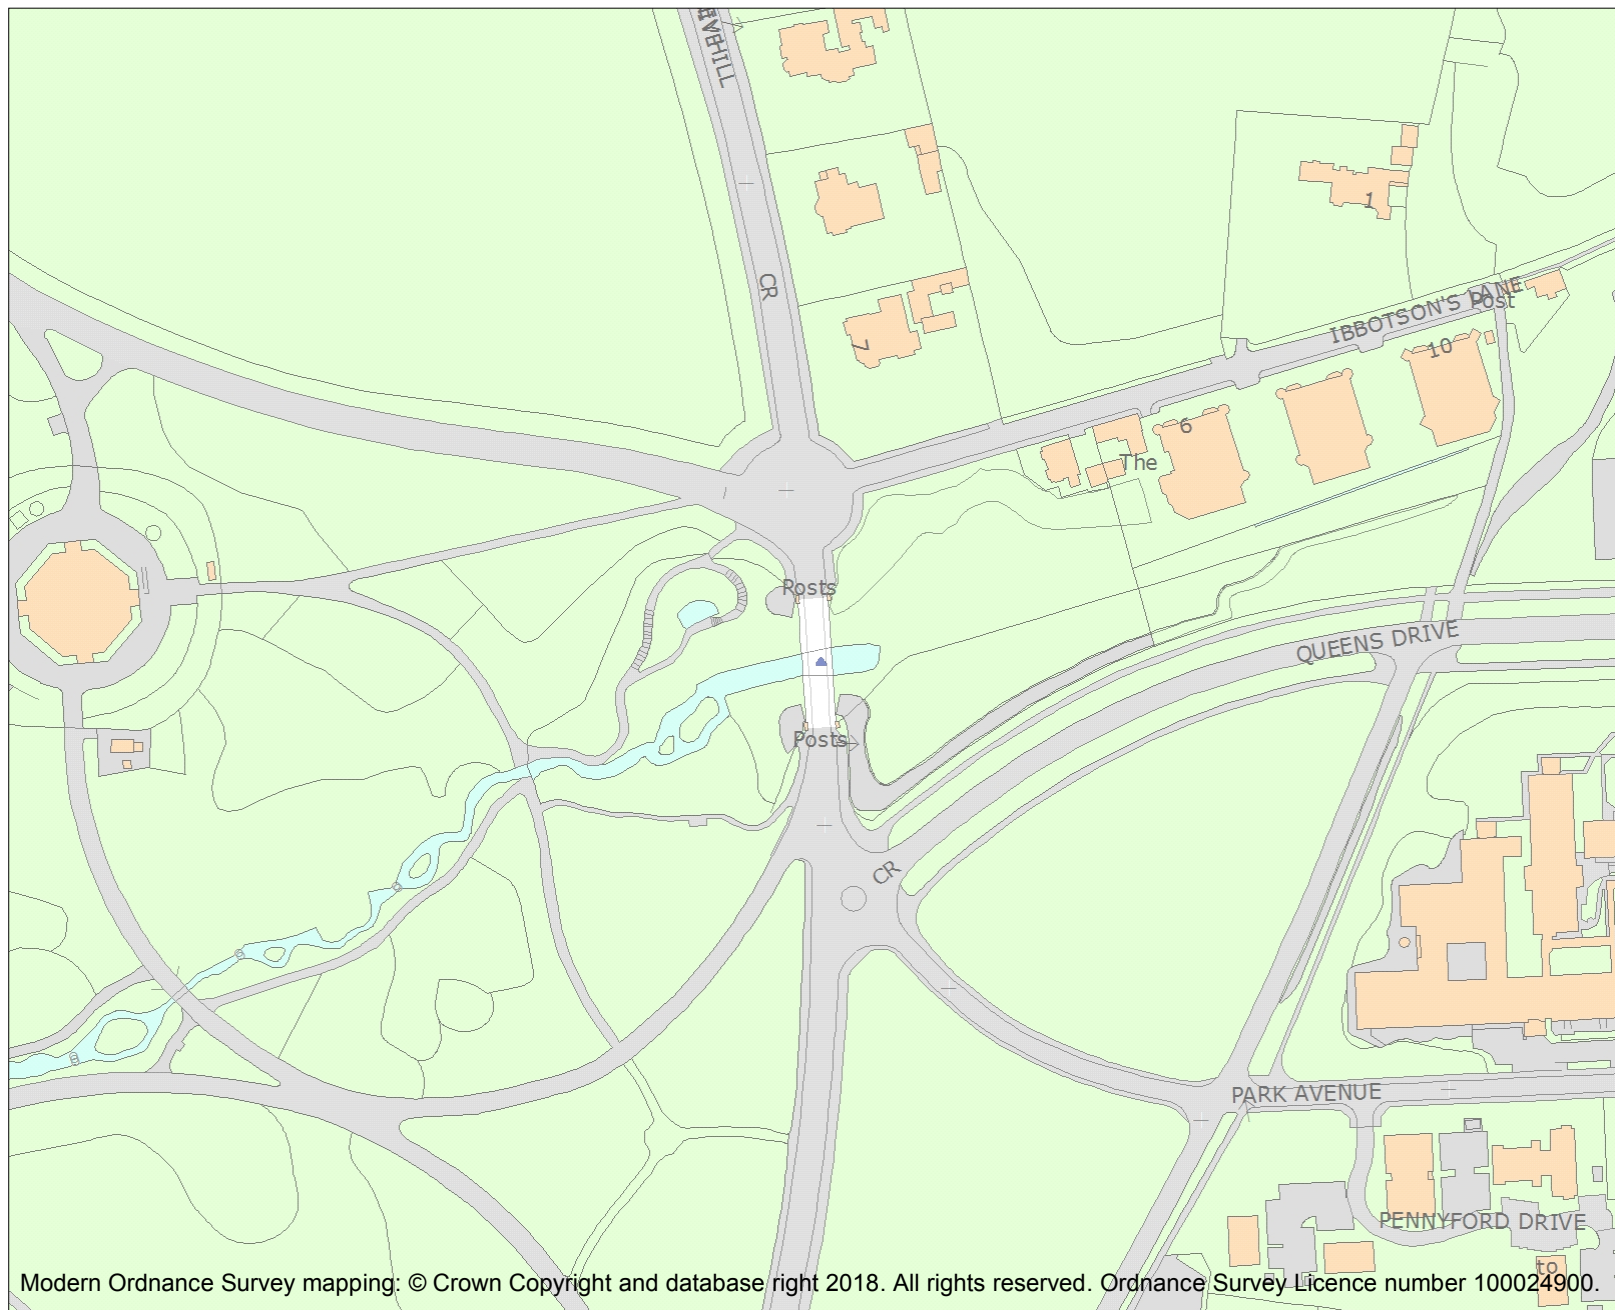 HILL
CR
7
1
IBBOTSON'S LANE
Post
10
6
The
Posts
QUEENS DRIVE
Posts
CR
PARK AVENUE
PENNYFORD DRIVE
to
Modern Ordnance Survey mapping: © Crown Copyright and database right 2018. All rights reserved. Ordnance Survey Licence number 100024900.